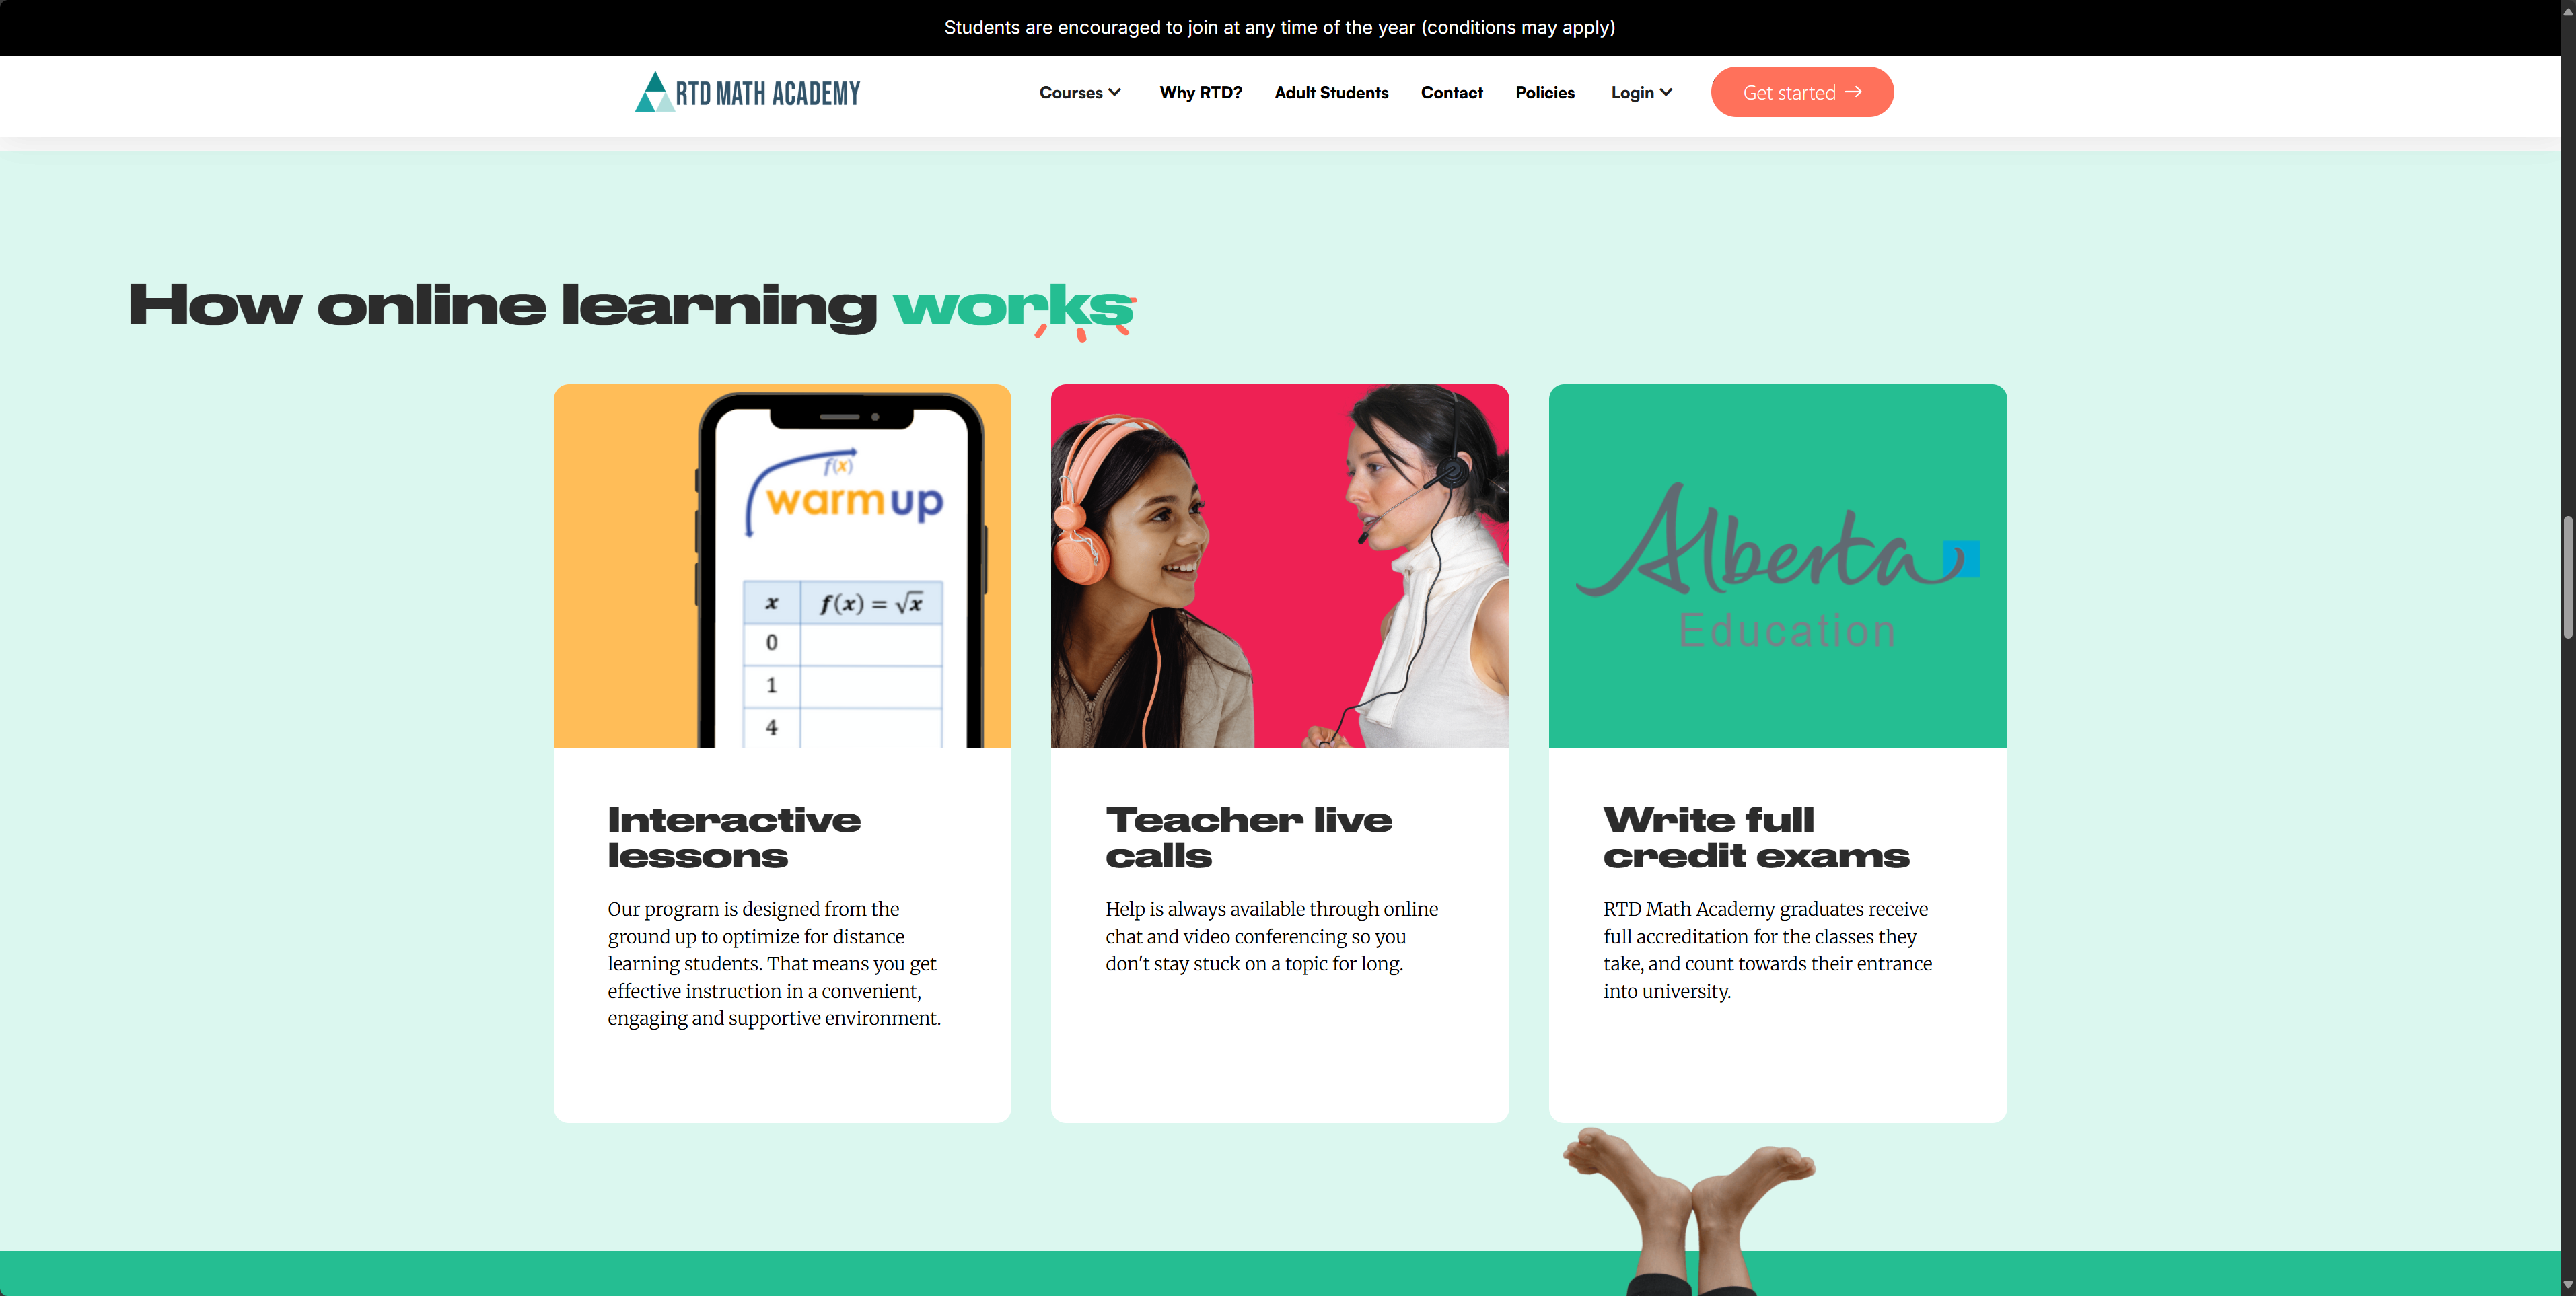 Students are encouraged to join at any time of the year (conditions may apply)
RTD MATH ACADEMY
Courses
Why RTD?
Adult Students
Contact
Policies
Login
Get started →
How online learning works
f(x)
warm up
x f(x) = √x
0
1
4
Interactive
lessons
Our program is designed from the
ground up to optimize for distance
learning students. That means you get
effective instruction in a convenient,
engaging and supportive environment.
Teacher live
calls
Help is always available through online
chat and video conferencing so you
don't stay stuck on a topic for long.
Alberta
Education
Write full
credit exams
RTD Math Academy graduates receive
full accreditation for the classes they
take, and count towards their entrance
into university.